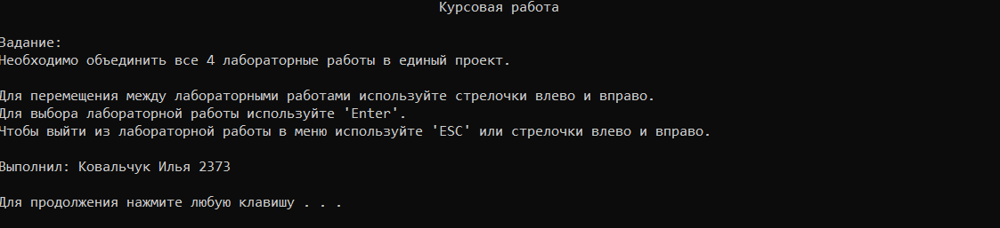 Курсовая работа
Задание:
Необходимо объединить все 4 лабораторные работы в единый проект.
Для перемещения между лабораторными работами используйте стрелочки влево и вправо.
Для выбора лабораторной работы используйте 'Enter'.
Чтобы выйти из лабораторной работы в меню используйте 'ESC' или стрелочки влево и вправо.
Выполнил: Ковальчук Илья 2373
Для продолжения нажмите любую клавишу . . .